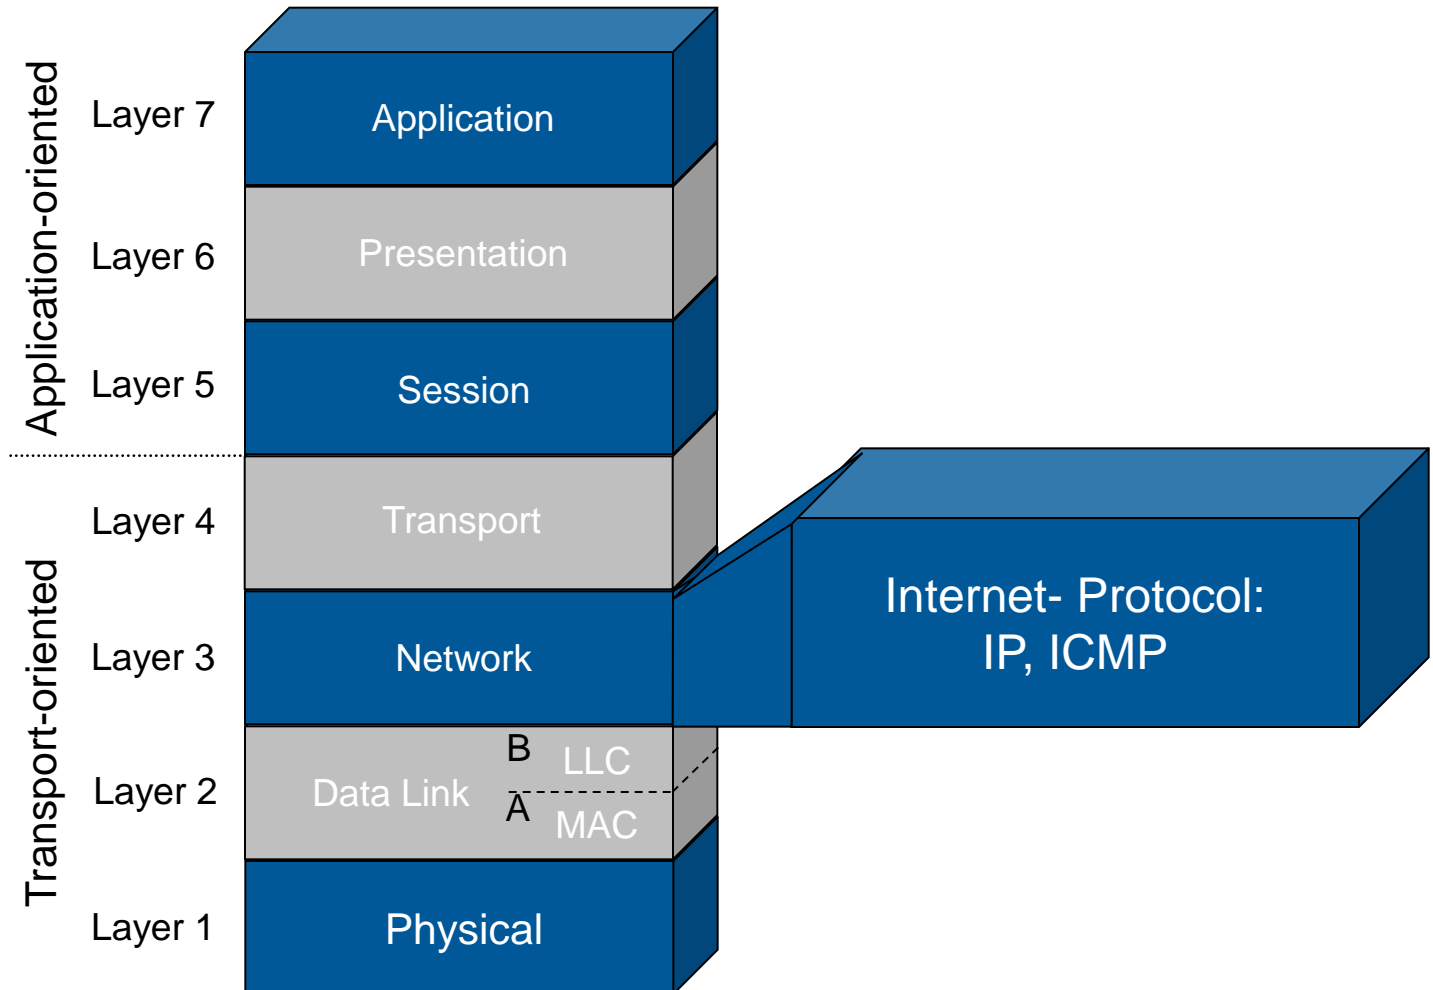 Application-oriented
Layer 7
Application
Layer 6
Presentation
Layer 5
Session
Transport-oriented
Layer 4
Transport
Layer 3
Network
Internet- Protocol:
IP, ICMP
Layer 2
Data Link
B
LLC
A
MAC
Layer 1
Physical